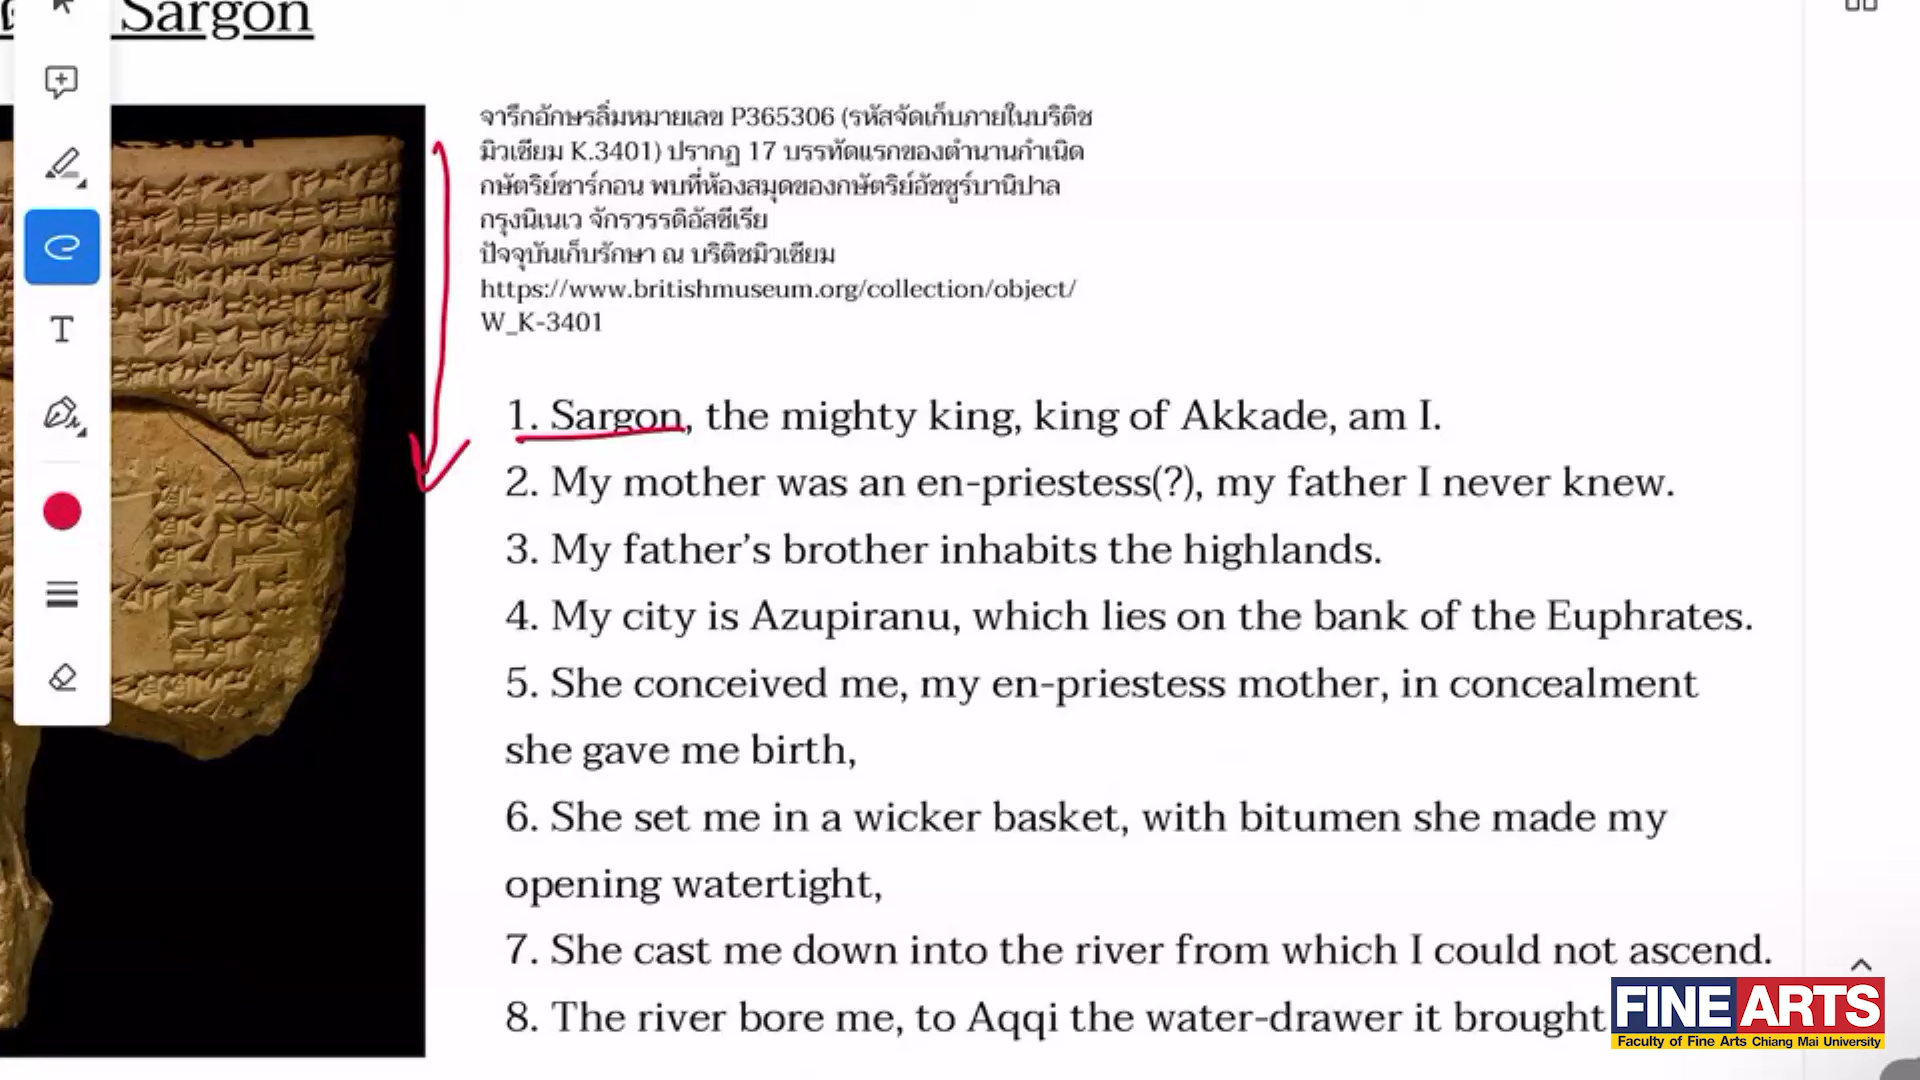 Sargon
จารึกอักษรลิ่มหมายเลข P365306 (รหัสจัดเก็บภายในบริติช
มิวเซียม K.3401) ปรากฏ 17 บรรทัดแรกของตำนานกำเนิด
กษัตริย์ซาร์กอน พบที่ห้องสมุดของกษัตริย์อัชชูร์บานิปาล
กรุงนิเนเว จักรวรรดิอัสซีเรีย
ปัจจุบันเก็บรักษา ณ บริติชมิวเซียม
https://www.britishmuseum.org/collection/object/
W_K-3401
1. Sargon, the mighty king, king of Akkade, am I.
2. My mother was an en-priestess(?), my father I never knew.
3. My father’s brother inhabits the highlands.
4. My city is Azupiranu, which lies on the bank of the Euphrates.
5. She conceived me, my en-priestess mother, in concealment
she gave me birth,
6. She set me in a wicker basket, with bitumen she made my
opening watertight,
7. She cast me down into the river from which I could not ascend.
8. The river bore me, to Aqqi the water-drawer it brought
FINE ARTS
Faculty of Fine Arts Chiang Mai University